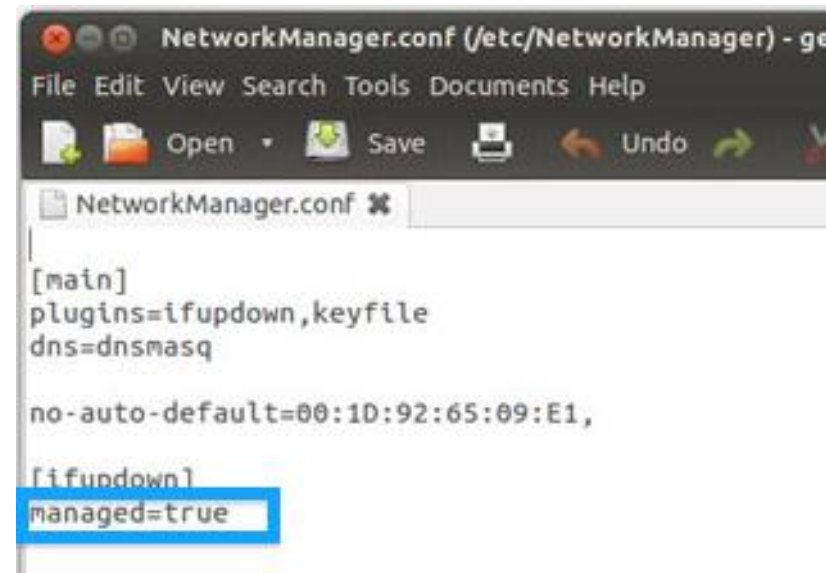 NetworkManager.conf (/etc/NetworkManager) - ge
File Edit View Search Tools Documents Help
Open Save Undo
NetworkManager.conf
[main]
plugins=ifupdown,keyfile
dns=dnsmasq
no-auto-default=00:1D:92:65:09:E1,
[ifupdown]
managed=true